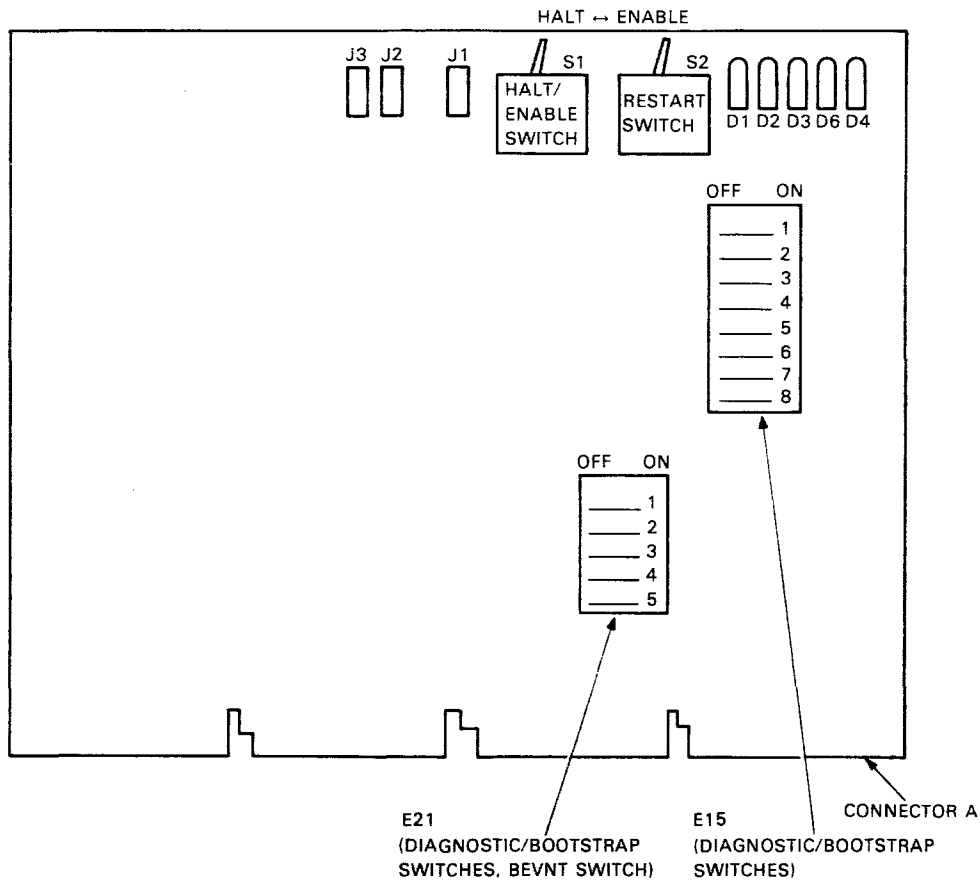 HALT ↔ ENABLE
J3 J2 J1 S1 S2
HALT/
ENABLE
SWITCH
RESTART
SWITCH
D1 D2 D3 D6 D4
OFF ON
1
2
3
4
5
6
7
8
OFF ON
1
2
3
4
5
CONNECTOR A
E21
(DIAGNOSTIC/BOOTSTRAP
SWITCHES, BEVNT SWITCH)
E15
(DIAGNOSTIC/BOOTSTRAP
SWITCHES)